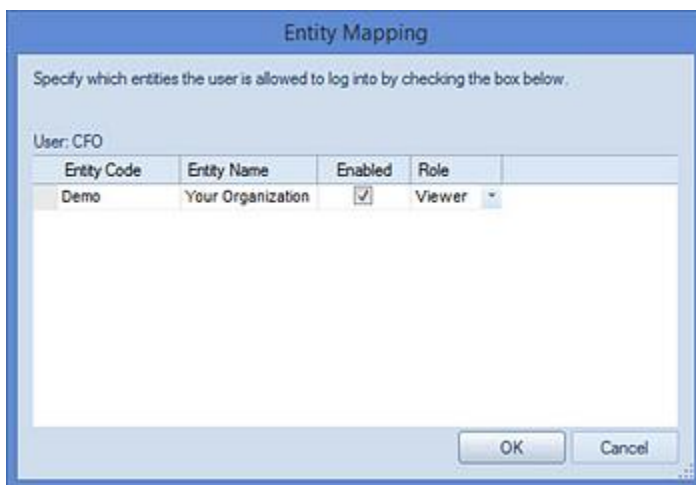 Entity Mapping
Specify which entities the user is allowed to log into by checking the box below.
User: CFO
Entity Code Entity Name Enabled Role
Demo Your Organization Viewer
OK Cancel